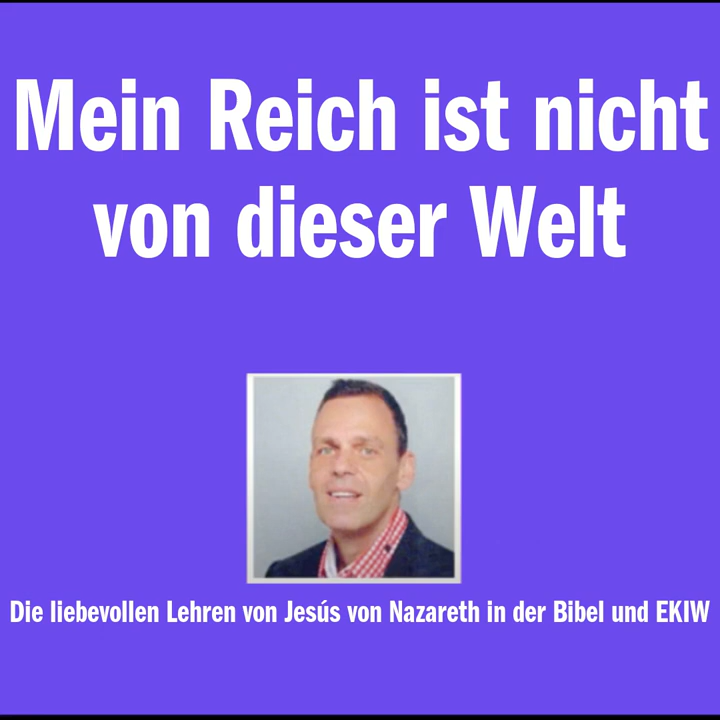 Mein Reich ist nicht
von dieser Welt
Die liebevollen Lehren von Jesús von Nazareth in der Bibel und EKIW